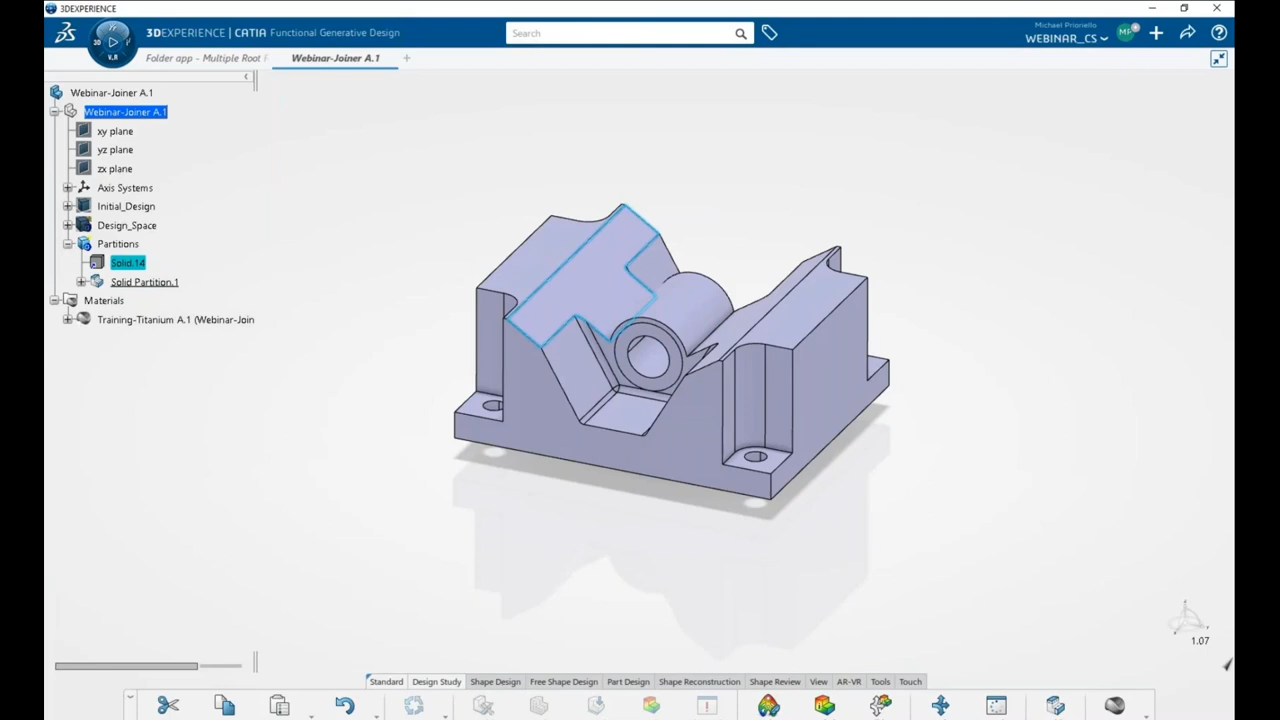 3DEXPERIENCE
3DEXPERIENCE | CATIA Functional Generative Design
Search
Michael Prioriello
WEBINAR_CS
MP
3D
V.R
Folder app - Multiple Root F
Webinar-Joiner A.1
Webinar-Joiner A.1
Webinar-Joiner A.1
xy plane
yz plane
zx plane
Axis Systems
Initial_Design
Design_Space
Partitions
Solid.14
Solid Partition.1
Materials
Training-Titanium A.1 (Webinar-Join
1.07
Standard Design Study Shape Design Free Shape Design Part Design Shape Reconstruction Shape Review View AR-VR Tools Touch